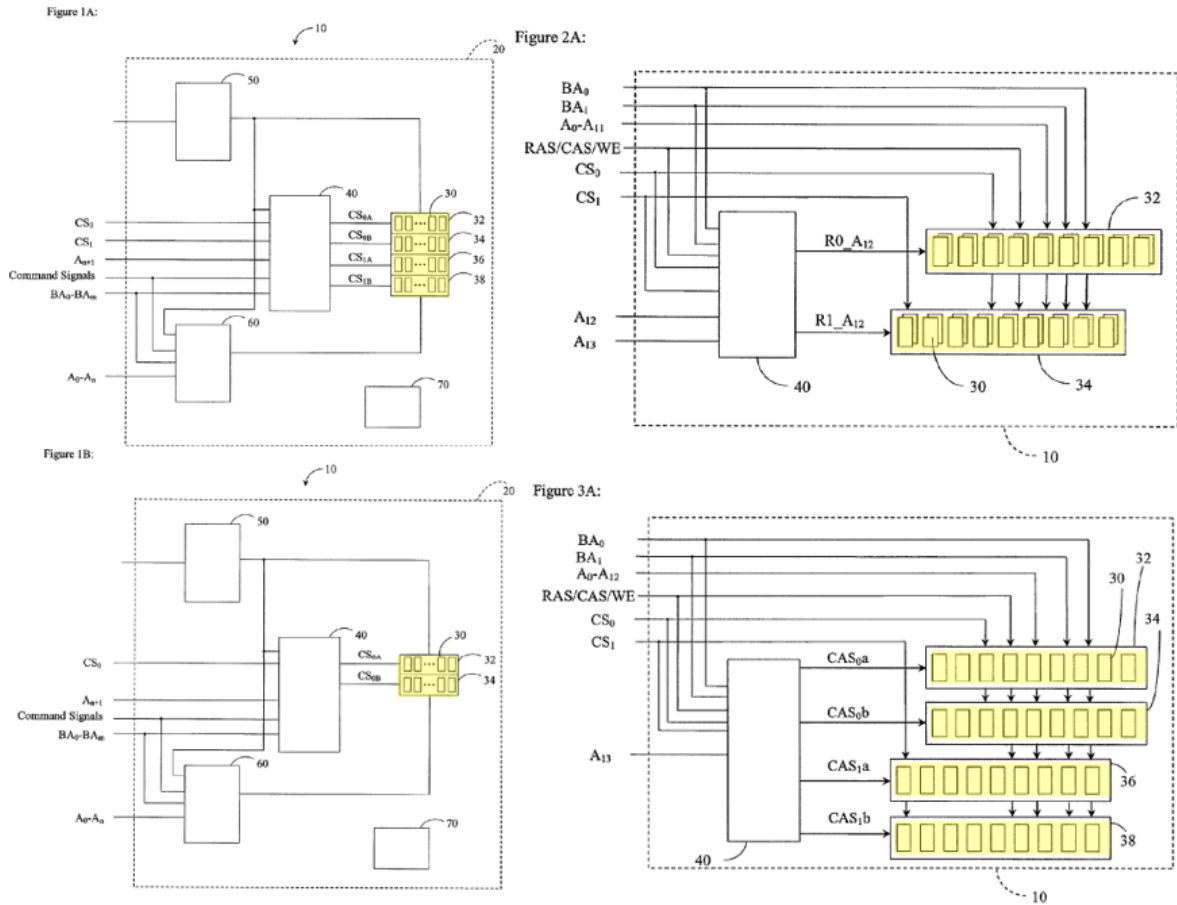 Figure 1A:
10
20
50
40
30
CS₀
CS₁
Aₙ₊₁
Command Signals
BA₀-BAₘ
CS₀A
CS₀B
CS₁A
CS₁B
32
34
36
38
60
A₀-Aₙ
70
Figure 2A:
BA₀
BA₁
A₀-A₁₁
RAS/CAS/WE
CS₀
CS₁
32
R0_A₁₂
A₁₂
R1_A₁₂
A₁₃
40
30
34
10
Figure 1B:
10
20
50
40
30
CS₀
CS₀A
32
CS₀B
34
Aₙ₊₁
Command Signals
BA₀-BAₘ
60
A₀-Aₙ
70
Figure 3A:
BA₀
BA₁
A₀-A₁₂
RAS/CAS/WE
CS₀
CS₁
30
32
34
CAS₀a
CAS₀b
A₁₃
CAS₁a
36
CAS₁b
40
38
10